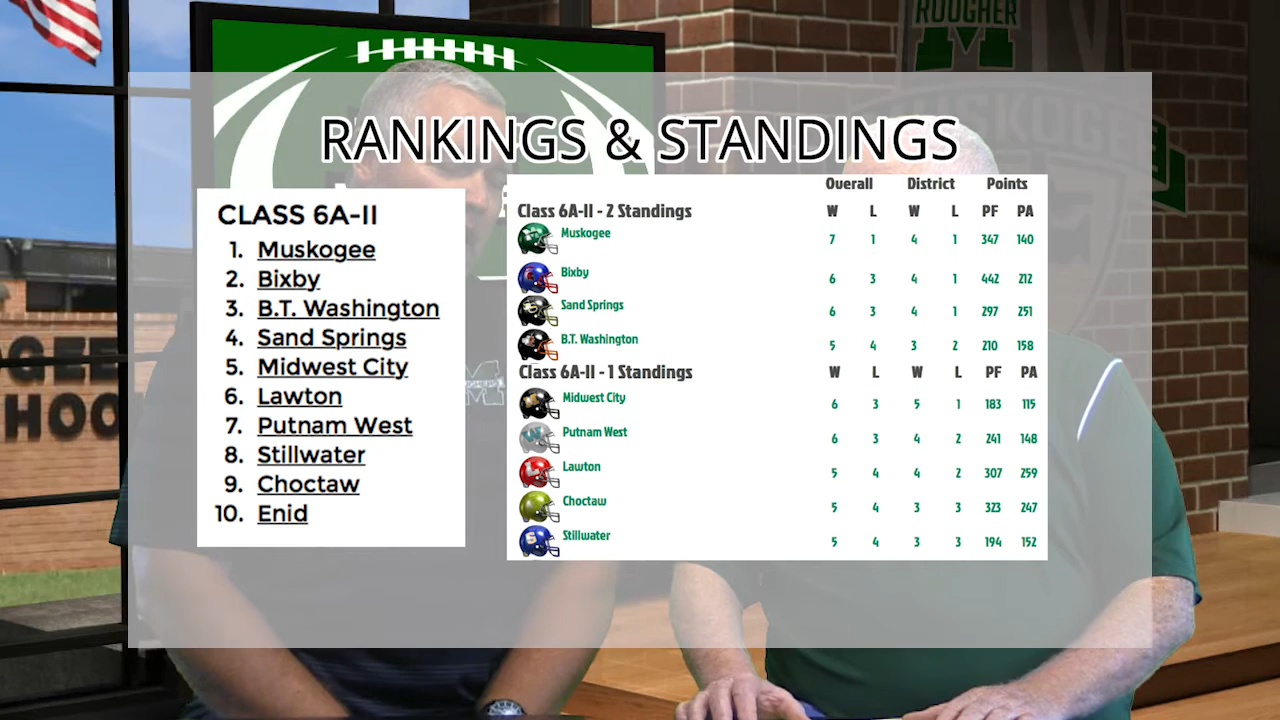 ROUGHER
M
MUSKOGEE
RANKINGS & STANDINGS
CLASS 6A-II
1. Muskogee
2. Bixby
3. B.T. Washington
4. Sand Springs
5. Midwest City
6. Lawton
7. Putnam West
8. Stillwater
9. Choctaw
10. Enid
Overall District Points
Class 6A-II - 2 Standings W L W L PF PA
Muskogee 7 1 4 1 347 140
Bixby 6 3 4 1 442 212
Sand Springs 6 3 4 1 297 251
B.T. Washington 5 4 3 2 210 158
Class 6A-II - 1 Standings W L W L PF PA
Midwest City 6 3 5 1 183 115
Putnam West 6 3 4 2 241 148
Lawton 5 4 4 2 307 259
Choctaw 5 4 3 3 323 247
Stillwater 5 4 3 3 194 152
GEE
HOO